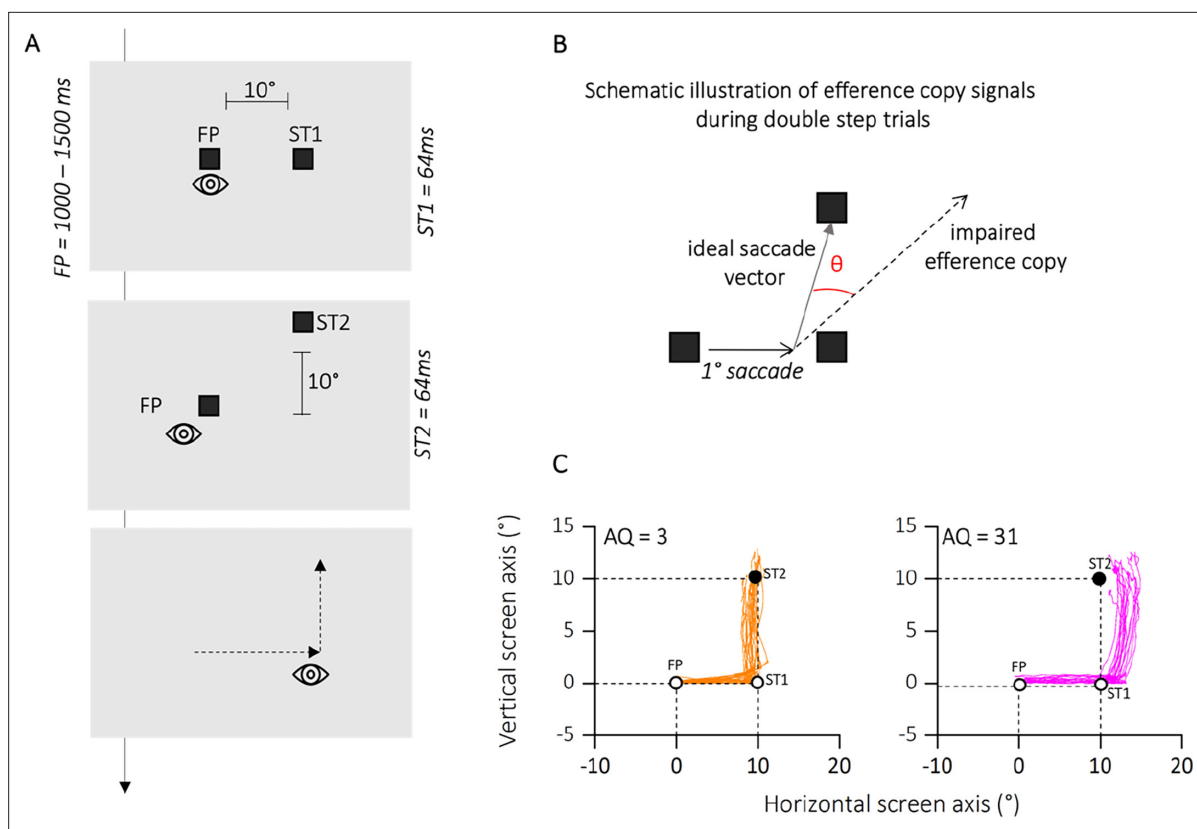 A
FP = 1000 – 1500 ms
10°
FP
ST1
ST1 = 64ms
ST2
10°
FP
ST2 = 64ms
B
Schematic illustration of efference copy signals
during double step trials
ideal saccade
vector
θ
impaired
efference copy
1° saccade
C
Vertical screen axis (°)
15
10
5
0
-5
AQ = 3
ST2
FP
ST1
-10
0
10
20
15
10
5
0
-5
AQ = 31
ST2
FP
ST1
-10
0
10
20
Horizontal screen axis (°)